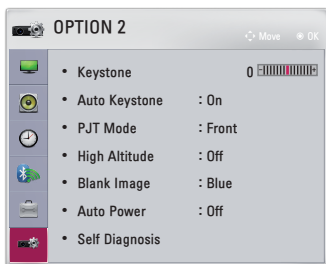 OPTION 2
Move OK
• Keystone 0
• Auto Keystone : On
• PJT Mode : Front
• High Altitude : Off
• Blank Image : Blue
• Auto Power : Off
• Self Diagnosis